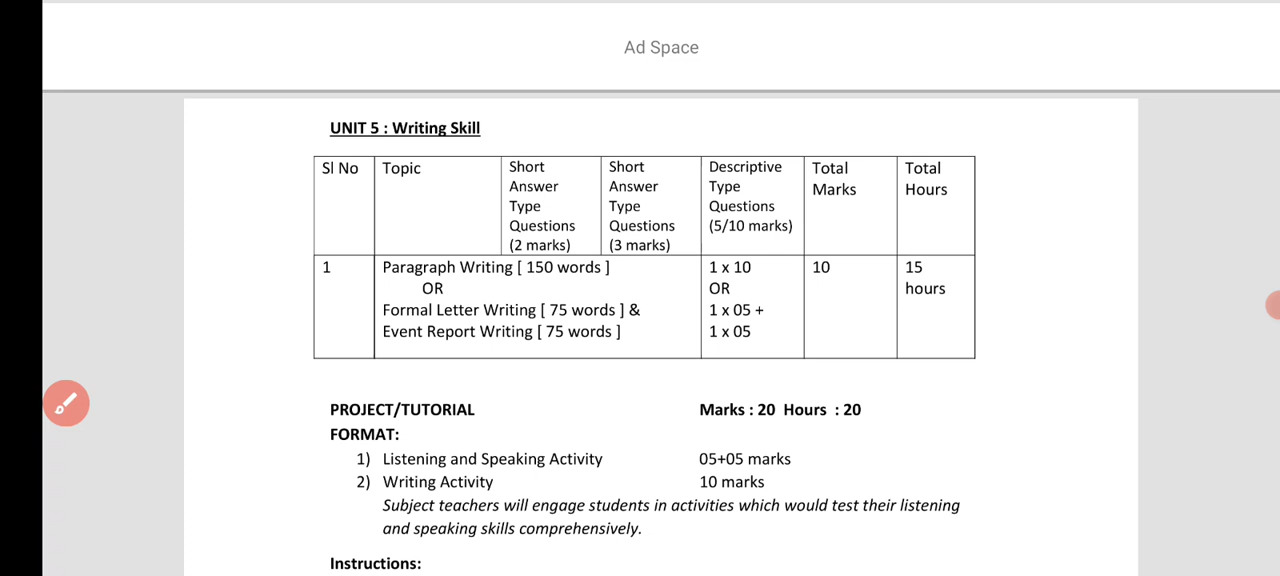 Ad Space
UNIT 5 : Writing Skill
Sl No
Topic
Short
Answer
Type
Questions
(2 marks)
Short
Answer
Type
Questions
(3 marks)
Descriptive
Type
Questions
(5/10 marks)
Total
Marks
Total
Hours
1
Paragraph Writing [ 150 words ]
OR
Formal Letter Writing [ 75 words ] &
Event Report Writing [ 75 words ]
1 x 10
OR
1 x 05 +
1 x 05
10
15
hours
PROJECT/TUTORIAL Marks : 20 Hours : 20
FORMAT:
1) Listening and Speaking Activity 05+05 marks
2) Writing Activity 10 marks
Subject teachers will engage students in activities which would test their listening
and speaking skills comprehensively.
Instructions: